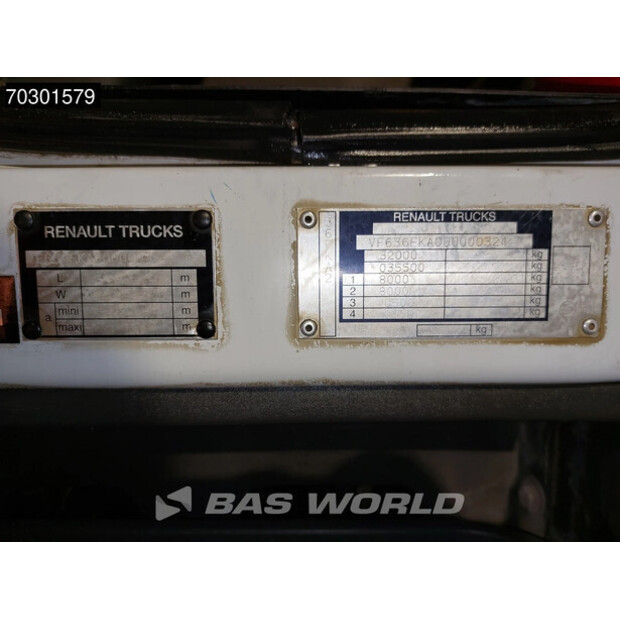 70301579
RENAULT TRUCKS
L m
W m
a mini m
maxi m
RENAULT TRUCKS
VF636FKA000000324
32000 kg
035500 kg
1 8000 kg
2 kg
3 kg
4 kg
kg
BAS WORLD